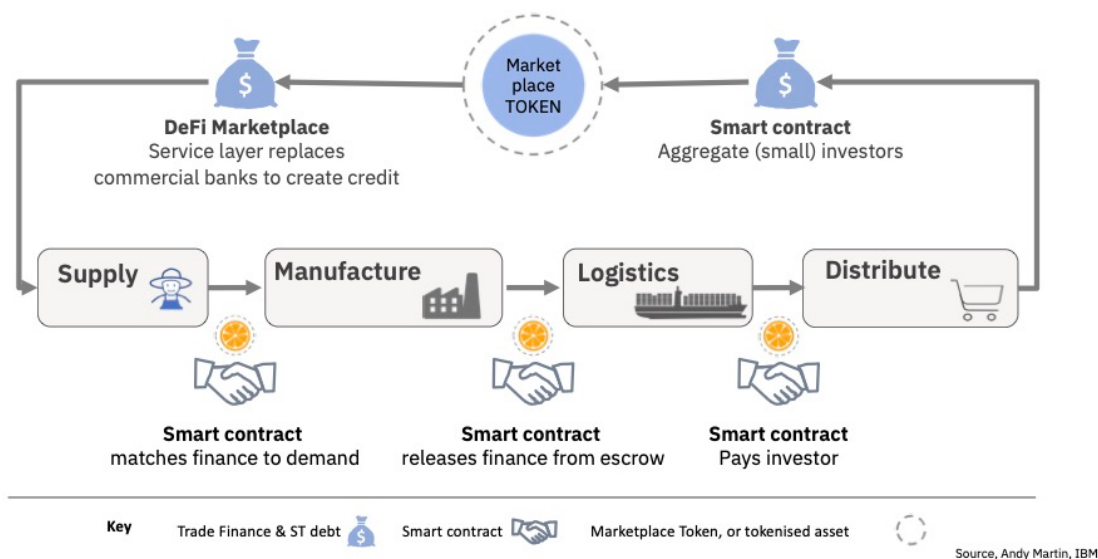 Market
place
TOKEN
$
$
DeFi Marketplace
Service layer replaces
commercial banks to create credit
Smart contract
Aggregate (small) investors
Supply
Manufacture
Logistics
Distribute
Smart contract
matches finance to demand
Smart contract
releases finance from escrow
Smart contract
Pays investor
Key
Trade Finance & ST debt
$
Smart contract
Marketplace Token, or tokenised asset
Source, Andy Martin, IBM